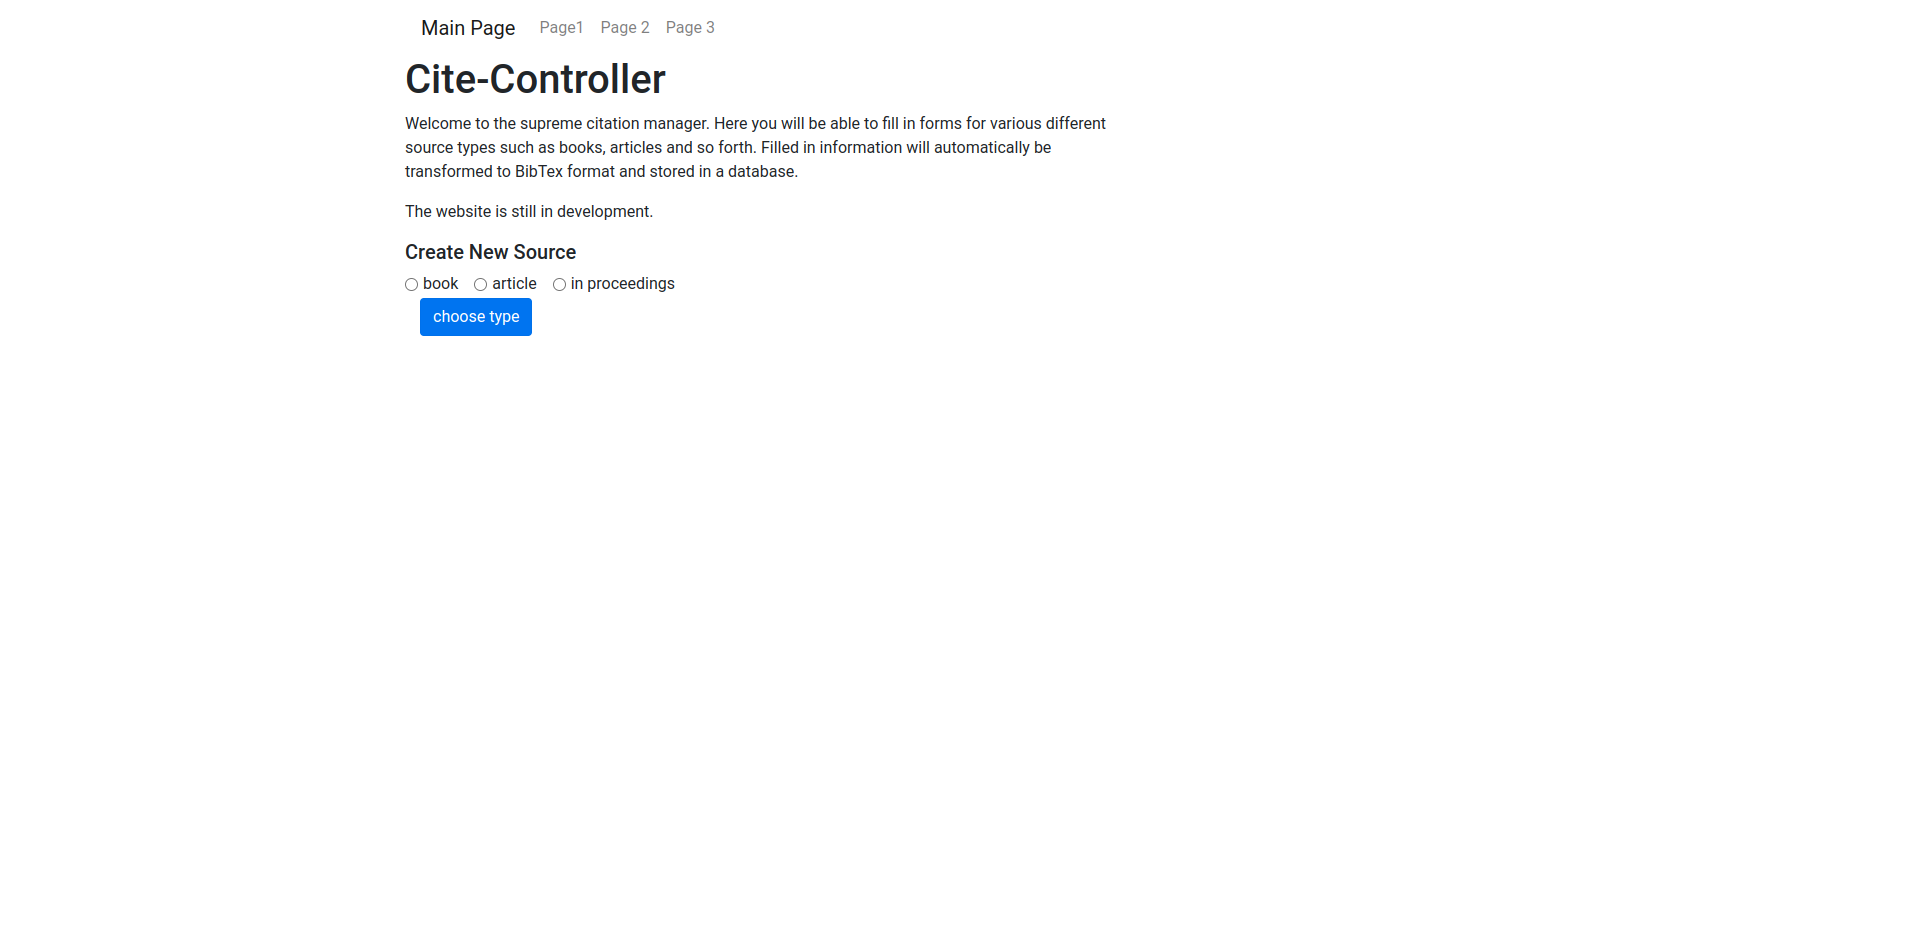 Main Page Page1 Page 2 Page 3
Cite-Controller
Welcome to the supreme citation manager. Here you will be able to fill in forms for various different
source types such as books, articles and so forth. Filled in information will automatically be
transformed to BibTex format and stored in a database.
The website is still in development.
Create New Source
book article in proceedings
choose type